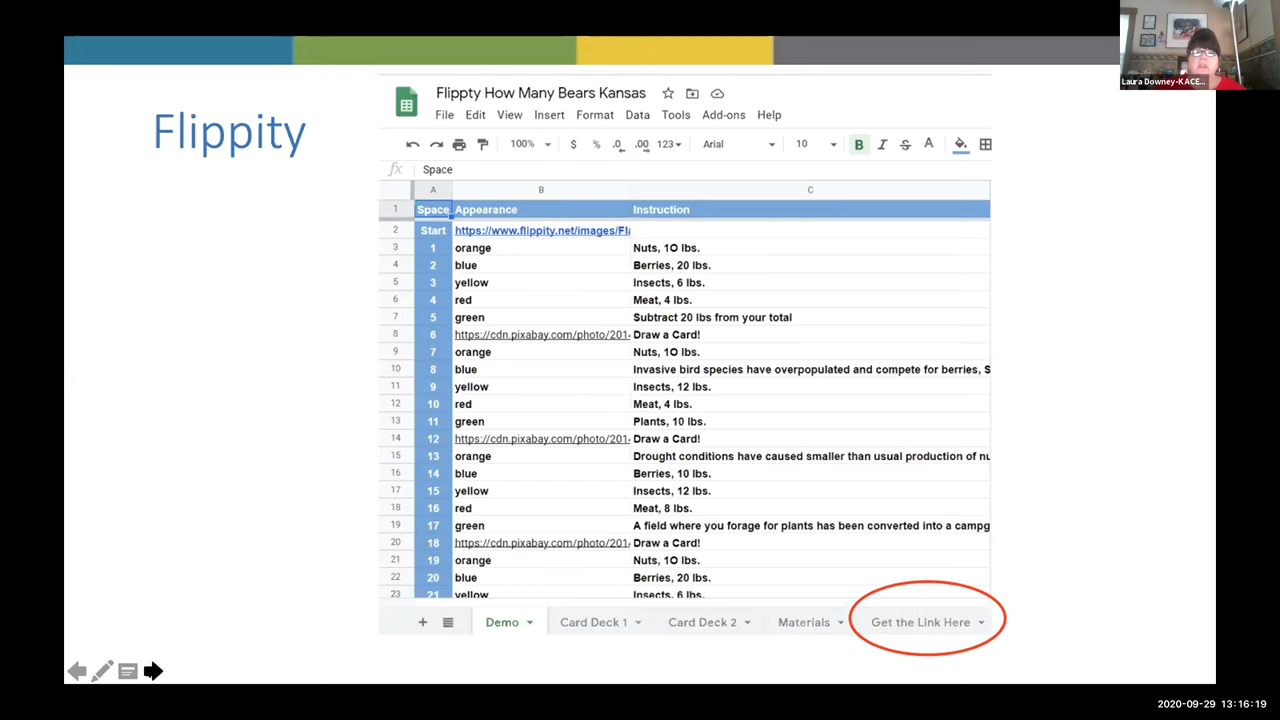 Laura Downey-KACE...
Flippity
Flippty How Many Bears Kansas
File Edit View Insert Format Data Tools Add-ons Help
100% $ % .0 .00 123 Arial 10 B I S A
fx Space
A B C
1 Space Appearance Instruction
2 Start https://www.flippity.net/images/Fl
3 1 orange Nuts, 10 lbs.
4 2 blue Berries, 20 lbs.
5 3 yellow Insects, 6 lbs.
6 4 red Meat, 4 lbs.
7 5 green Subtract 20 lbs from your total
8 6 https://cdn.pixabay.com/photo/201 Draw a Card!
9 7 orange Nuts, 10 lbs.
10 8 blue Invasive bird species have overpopulated and compete for berries, S
11 9 yellow Insects, 12 lbs.
12 10 red Meat, 4 lbs.
13 11 green Plants, 10 lbs.
14 12 https://cdn.pixabay.com/photo/201 Draw a Card!
15 13 orange Drought conditions have caused smaller than usual production of nu
16 14 blue Berries, 10 lbs.
17 15 yellow Insects, 12 lbs.
18 16 red Meat, 8 lbs.
19 17 green A field where you forage for plants has been converted into a campg
20 18 https://cdn.pixabay.com/photo/201 Draw a Card!
21 19 orange Nuts, 10 lbs.
22 20 blue Berries, 20 lbs.
23 21 yellow Insects, 6 lbs.
+ Demo Card Deck 1 Card Deck 2 Materials Get the Link Here
2020-09-29 13:16:19